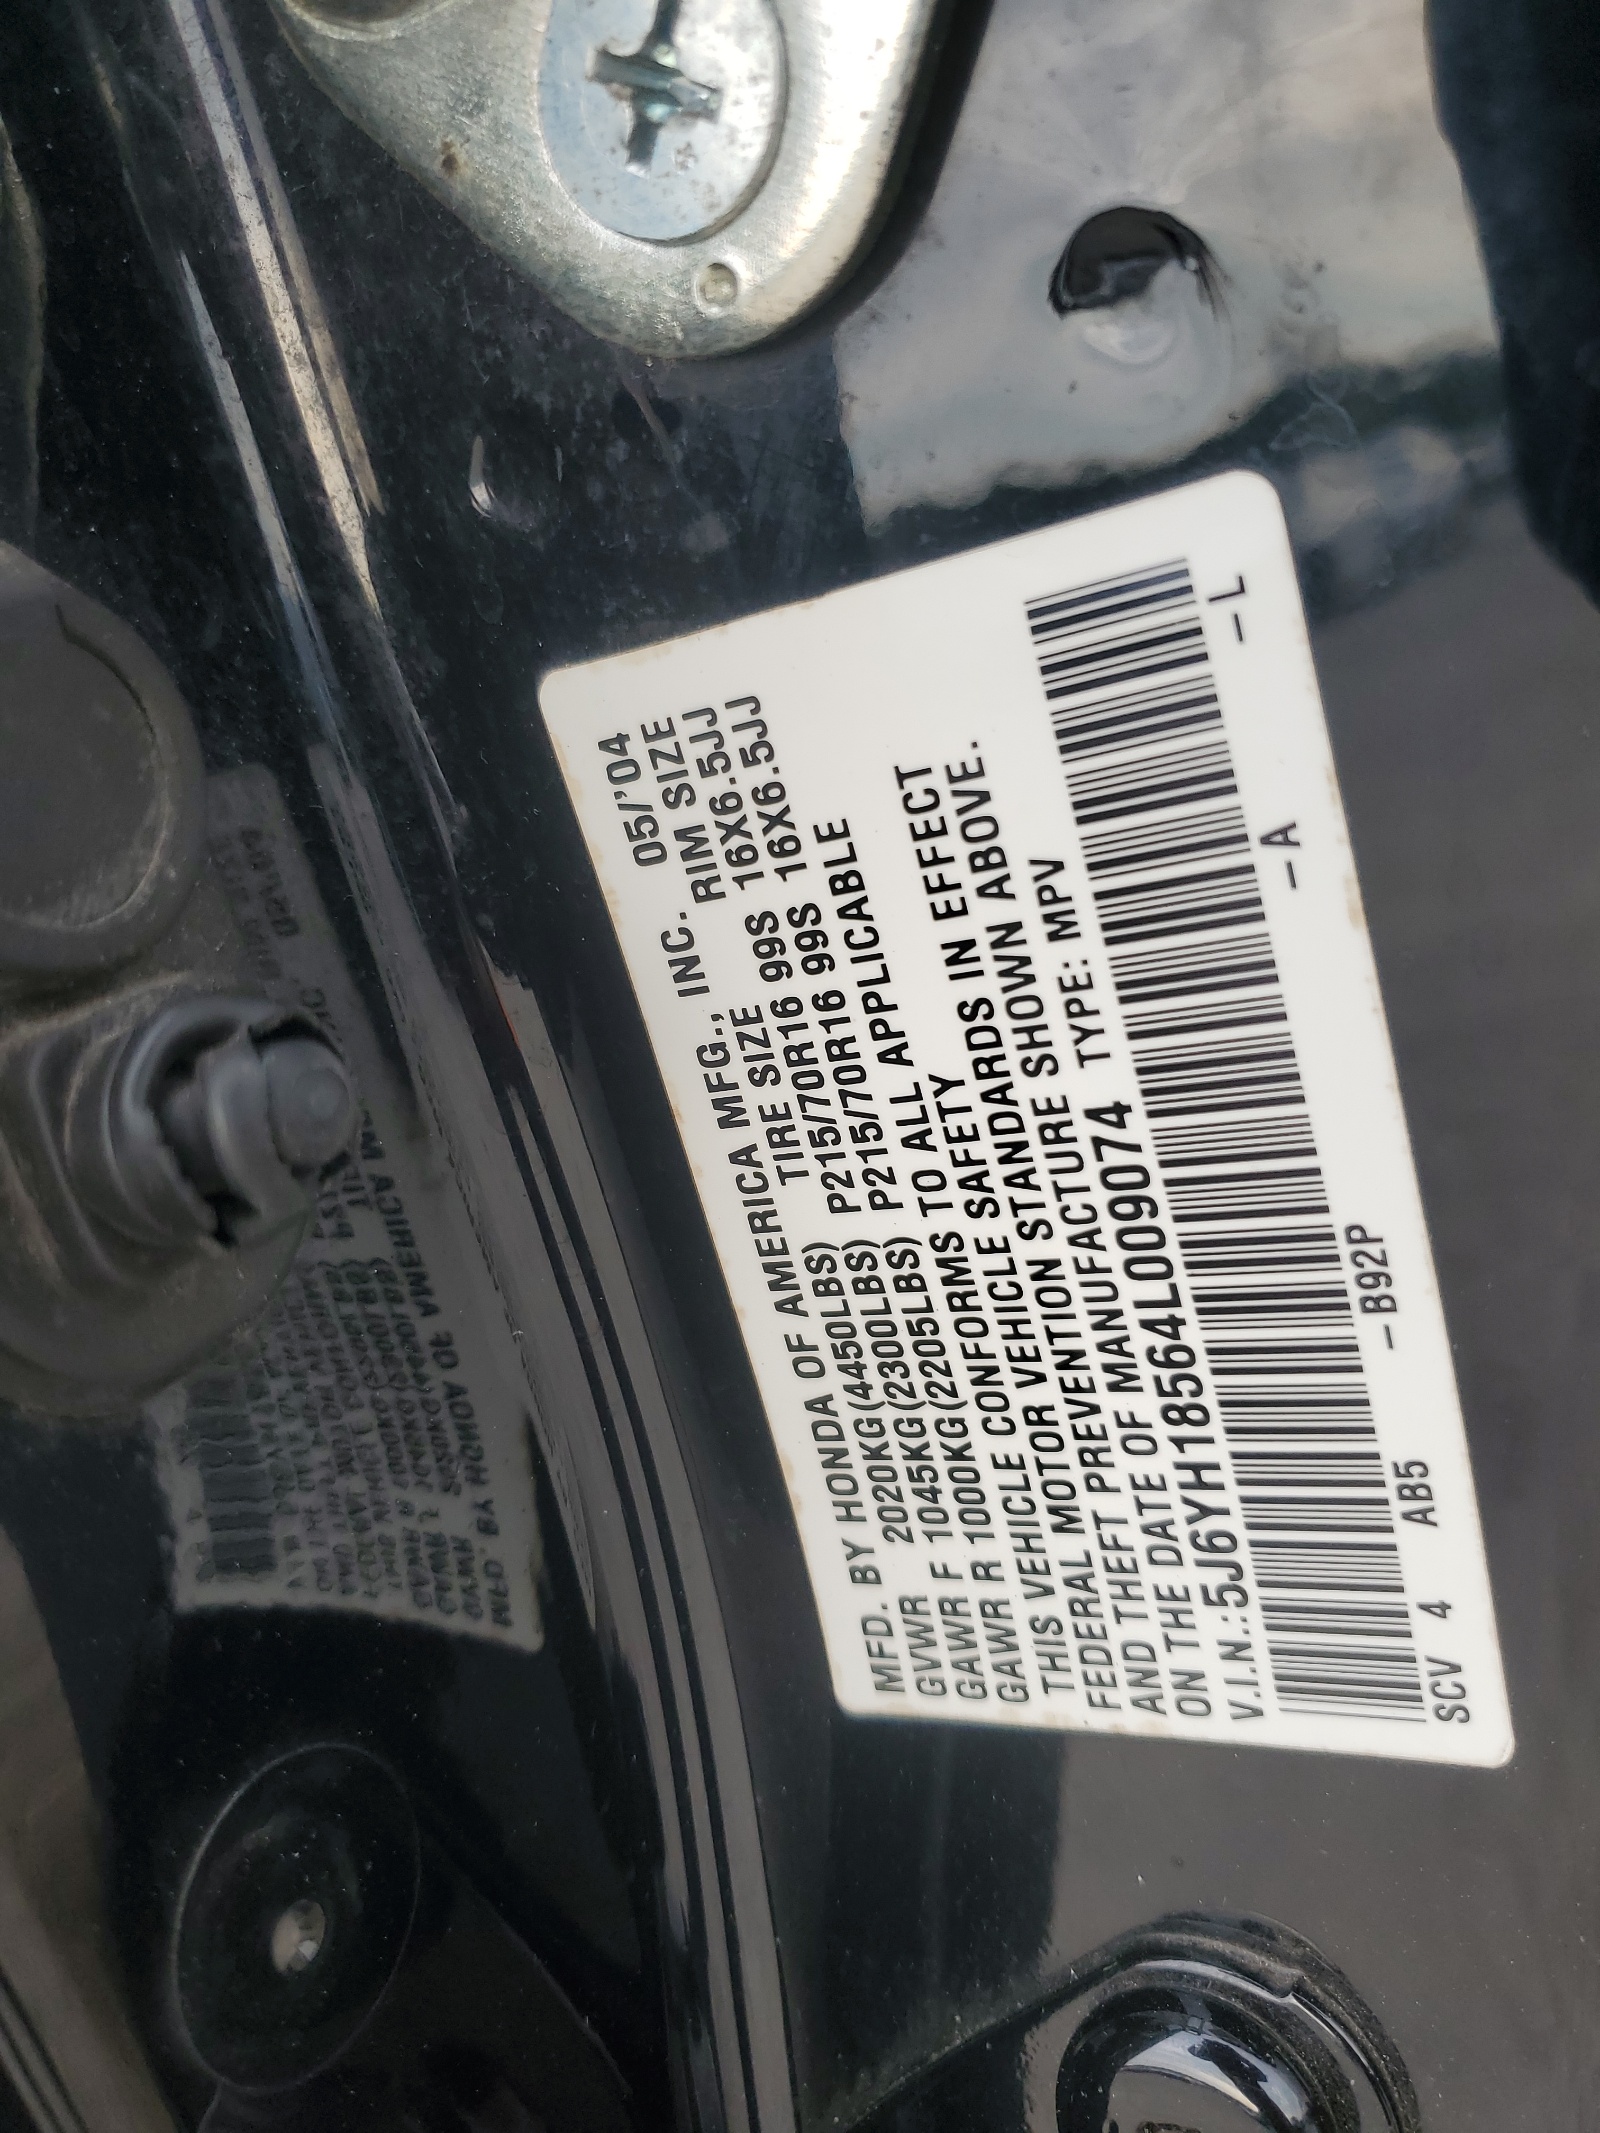 MFD. BY HONDA OF AMERICA MFG., INC. 05/'04
GVWR 2020KG(4450LBS) TIRE SIZE RIM SIZE
GAWR F 1045KG(2300LBS) P215/70R16 99S 16X6.5JJ
GAWR R 1000KG(2205LBS) P215/70R16 99S 16X6.5JJ
THIS VEHICLE CONFORMS TO ALL APPLICABLE
FEDERAL MOTOR VEHICLE SAFETY
AND THEFT PREVENTION STANDARDS IN EFFECT
ON THE DATE OF MANUFACTURE SHOWN ABOVE.
V.I.N.:5J6YH18564L009074 TYPE: MPV
SCV 4 AB5 -B92P -A -L